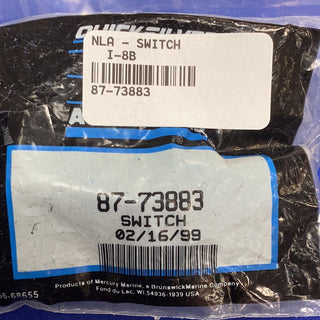 QUICKSILVER
NLA - SWITCH
I-8B
87-73883
87-73883
SWITCH
02/16/99
Products of Mercury Marine, a Brunswick Marine Company
Fond du Lac, WI 54936-1939 USA